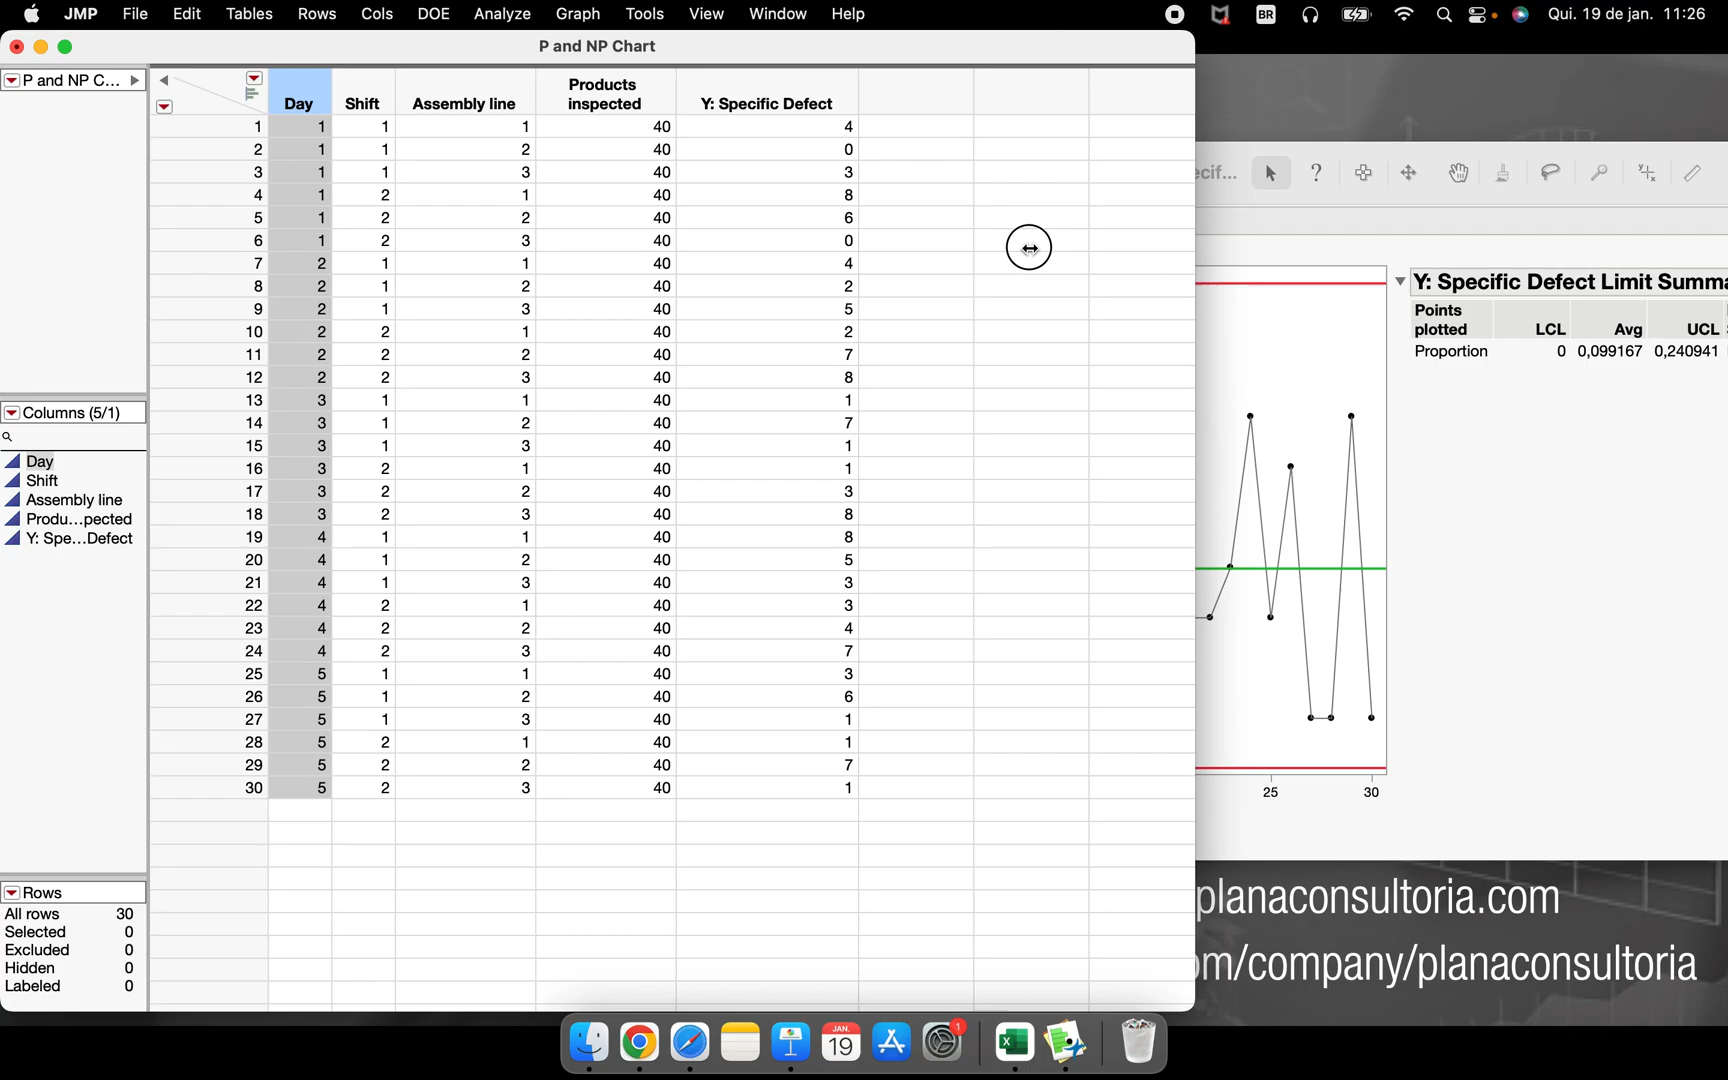 JMP File Edit Tables Rows Cols DOE Analyze Graph Tools View Window Help BR Qui. 19 de jan. 11:26
P and NP Chart
P and NP C...
Day Shift Assembly line Products inspected Y: Specific Defect
1 1 1 1 40 4
2 1 1 2 40 0
3 1 1 3 40 3
4 1 2 1 40 8
5 1 2 2 40 6
6 1 2 3 40 0
7 2 1 1 40 4
8 2 1 2 40 2
9 2 1 3 40 5
10 2 2 1 40 2
11 2 2 2 40 7
12 2 2 3 40 8
13 3 1 1 40 1
14 3 1 2 40 7
15 3 1 3 40 1
16 3 2 1 40 1
17 3 2 2 40 3
18 3 2 3 40 8
19 4 1 1 40 8
20 4 1 2 40 5
21 4 1 3 40 3
22 4 2 1 40 3
23 4 2 2 40 4
24 4 2 3 40 7
25 5 1 1 40 3
26 5 1 2 40 6
27 5 1 3 40 1
28 5 2 1 40 1
29 5 2 2 40 7
30 5 2 3 40 1
Columns (5/1)
Day
Shift
Assembly line
Produ...pected
Y: Spe...Defect
Rows
All rows 30
Selected 0
Excluded 0
Hidden 0
Labeled 0
ecif...
Y: Specific Defect Limit Summa
Points
plotted LCL Avg UCL
Proportion 0 0,099167 0,240941
25 30
planaconsultoria.com
om/company/planaconsultoria
JAN.
19
1